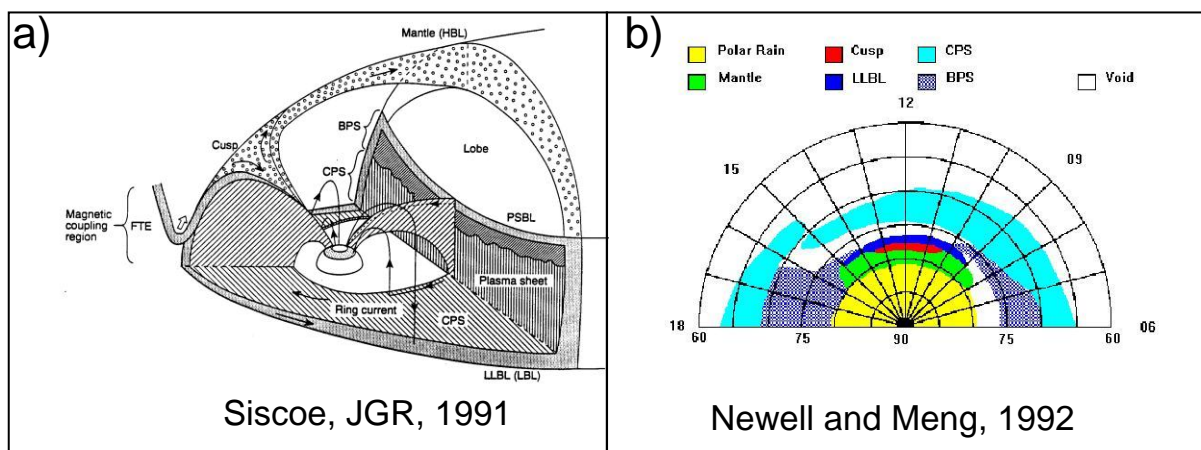 a)
Mantle (HBL)
Cusp
BPS
CPS
Lobe
Magnetic
coupling
region
FTE
PSBL
Plasma sheet
Ring current
CPS
LLBL (LBL)
Siscoe, JGR, 1991
b)
Polar Rain
Cusp
CPS
Mantle
LLBL
BPS
Void
12
15
09
18
06
60
75
90
75
60
Newell and Meng, 1992